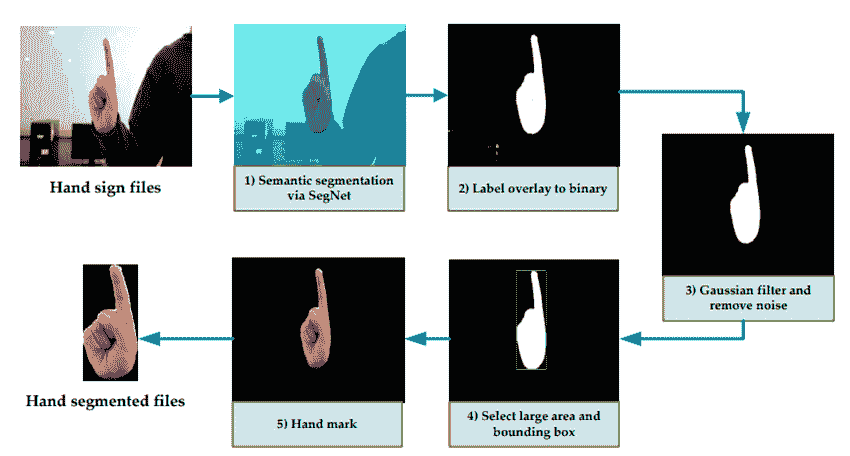 Hand sign files
1) Semantic segmentation
via SegNet
2) Label overlay to binary
3) Gaussian filter and
remove noise
4) Select large area and
bounding box
5) Hand mark
Hand segmented files